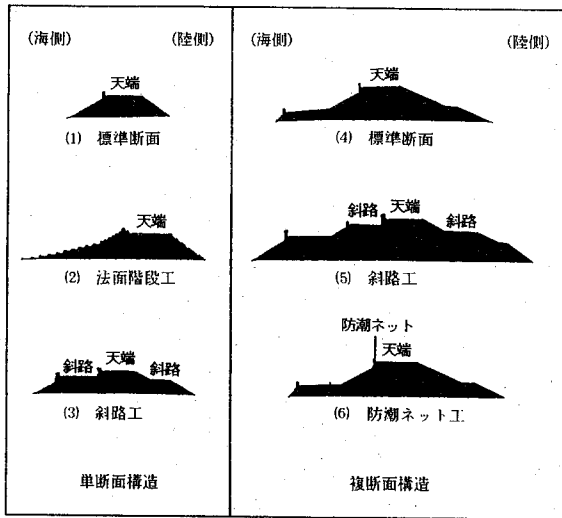 (海側) (陸側)
天端
(1) 標準断面
天端
(2) 法面階段工
斜路 天端 斜路
(3) 斜路工
単断面構造
(海側) (陸側)
天端
(4) 標準断面
斜路 天端 斜路
(5) 斜路工
防潮ネット
天端
(6) 防潮ネット工
複断面構造